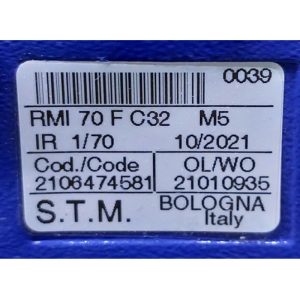 0039
RMI 70 F C32 M5
IR 1/70 10/2021
Cod./Code OL/WO
2106474581 21010935
S.T.M. BOLOGNA
Italy